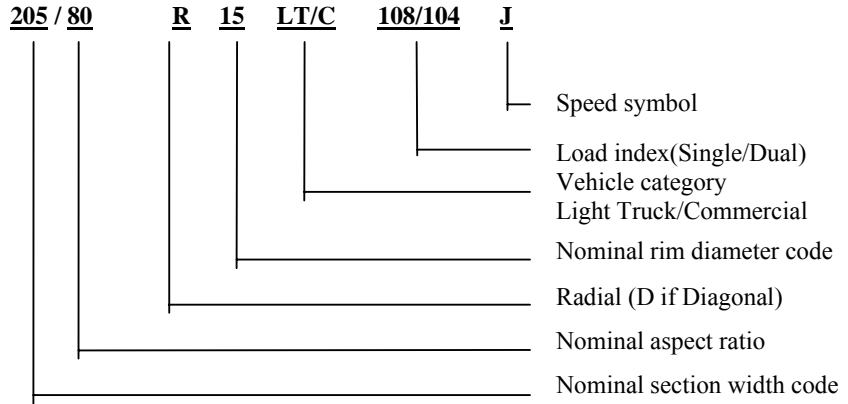 205 / 80 R 15 LT/C 108/104 J
Speed symbol
Load index(Single/Dual)
Vehicle category
Light Truck/Commercial
Nominal rim diameter code
Radial (D if Diagonal)
Nominal aspect ratio
Nominal section width code